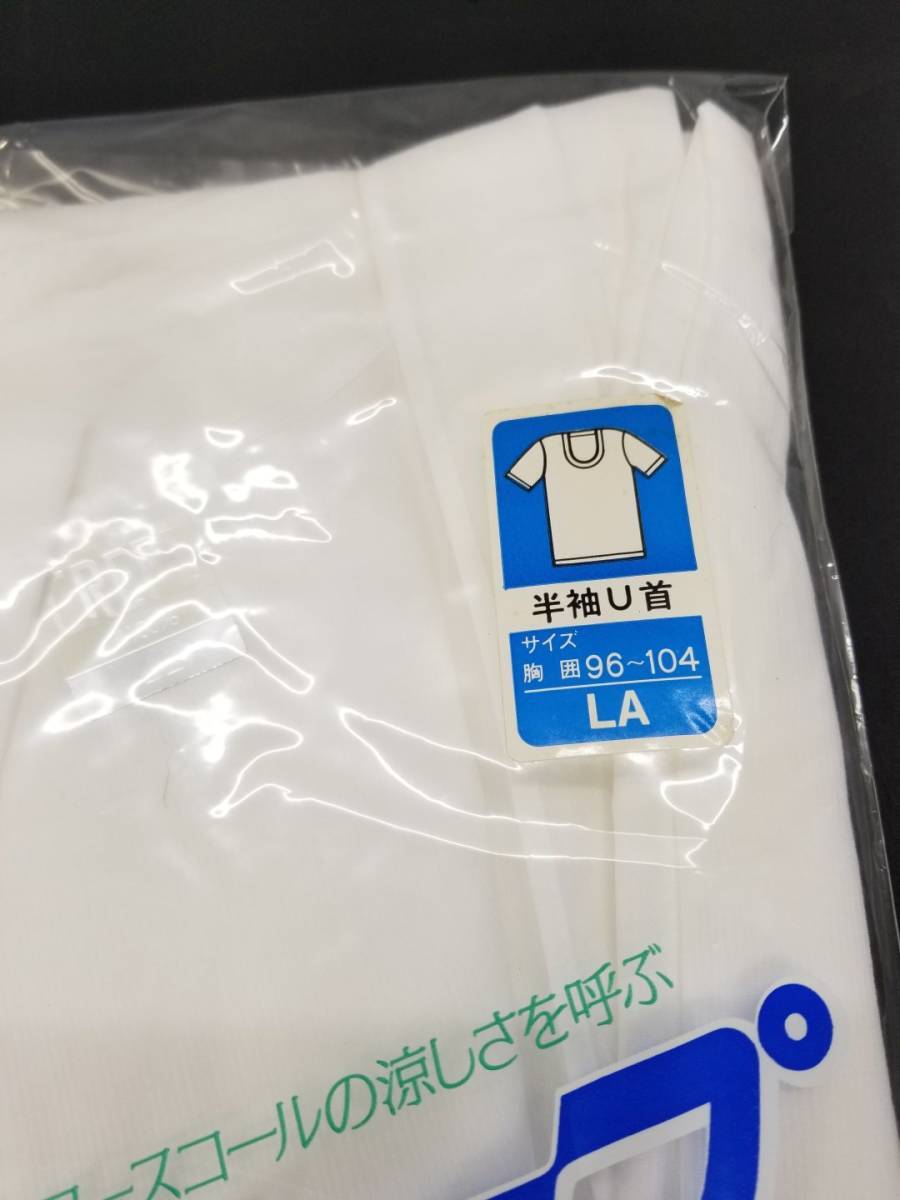 半袖U首
サイズ
胸囲96~104
LA
スコールの涼しさを呼ぶ
プ